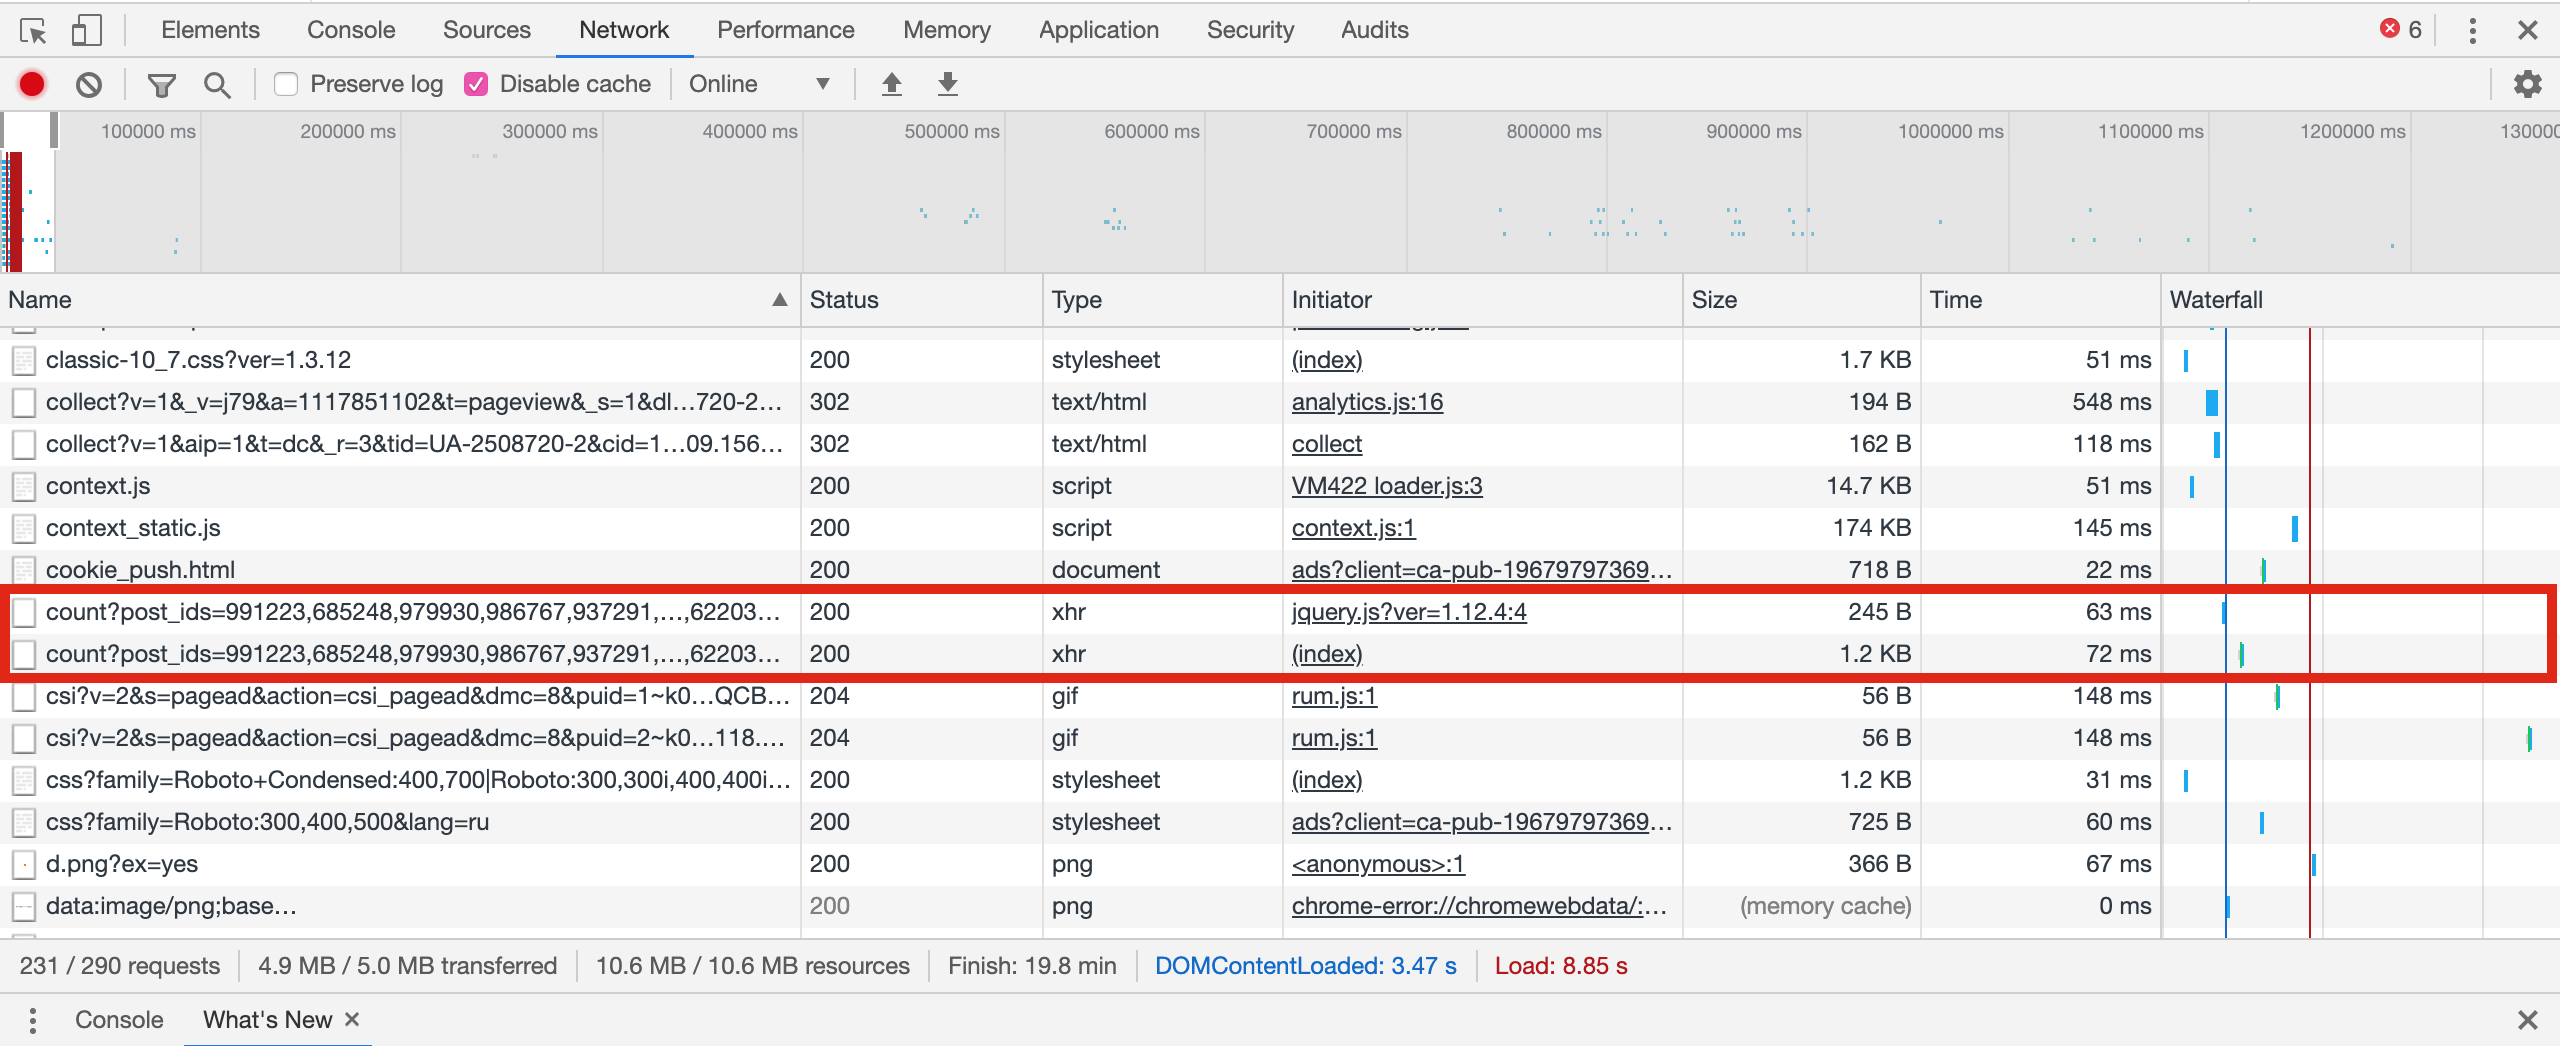 Elements Console Sources Network Performance Memory Application Security Audits 6
Preserve log Disable cache Online
100000 ms 200000 ms 300000 ms 400000 ms 500000 ms 600000 ms 700000 ms 800000 ms 900000 ms 1000000 ms 1100000 ms 1200000 ms 13000
Name Status Type Initiator Size Time Waterfall
classic-10_7.css?ver=1.3.12 200 stylesheet (index) 1.7 KB 51 ms
collect?v=1&_v=j79&a=1117851102&t=pageview&_s=1&dl…720-2… 302 text/html analytics.js:16 194 B 548 ms
collect?v=1&aip=1&t=dc&_r=3&tid=UA-2508720-2&cid=1…09.156… 302 text/html collect 162 B 118 ms
context.js 200 script VM422 loader.js:3 14.7 KB 51 ms
context_static.js 200 script context.js:1 174 KB 145 ms
cookie_push.html 200 document ads?client=ca-pub-19679797369… 718 B 22 ms
count?post_ids=991223,685248,979930,986767,937291,…,62203… 200 xhr jquery.js?ver=1.12.4:4 245 B 63 ms
count?post_ids=991223,685248,979930,986767,937291,…,62203… 200 xhr (index) 1.2 KB 72 ms
csi?v=2&s=pagead&action=csi_pagead&dmc=8&puid=1~k0…QCB… 204 gif rum.js:1 56 B 148 ms
csi?v=2&s=pagead&action=csi_pagead&dmc=8&puid=2~k0…118.… 204 gif rum.js:1 56 B 148 ms
css?family=Roboto+Condensed:400,700|Roboto:300,300i,400,400i… 200 stylesheet (index) 1.2 KB 31 ms
css?family=Roboto:300,400,500&lang=ru 200 stylesheet ads?client=ca-pub-19679797369… 725 B 60 ms
d.png?ex=yes 200 png <anonymous>:1 366 B 67 ms
data:image/png;base… 200 png chrome-error://chromewebdata/:… (memory cache) 0 ms
231 / 290 requests 4.9 MB / 5.0 MB transferred 10.6 MB / 10.6 MB resources Finish: 19.8 min DOMContentLoaded: 3.47 s Load: 8.85 s
Console What's New